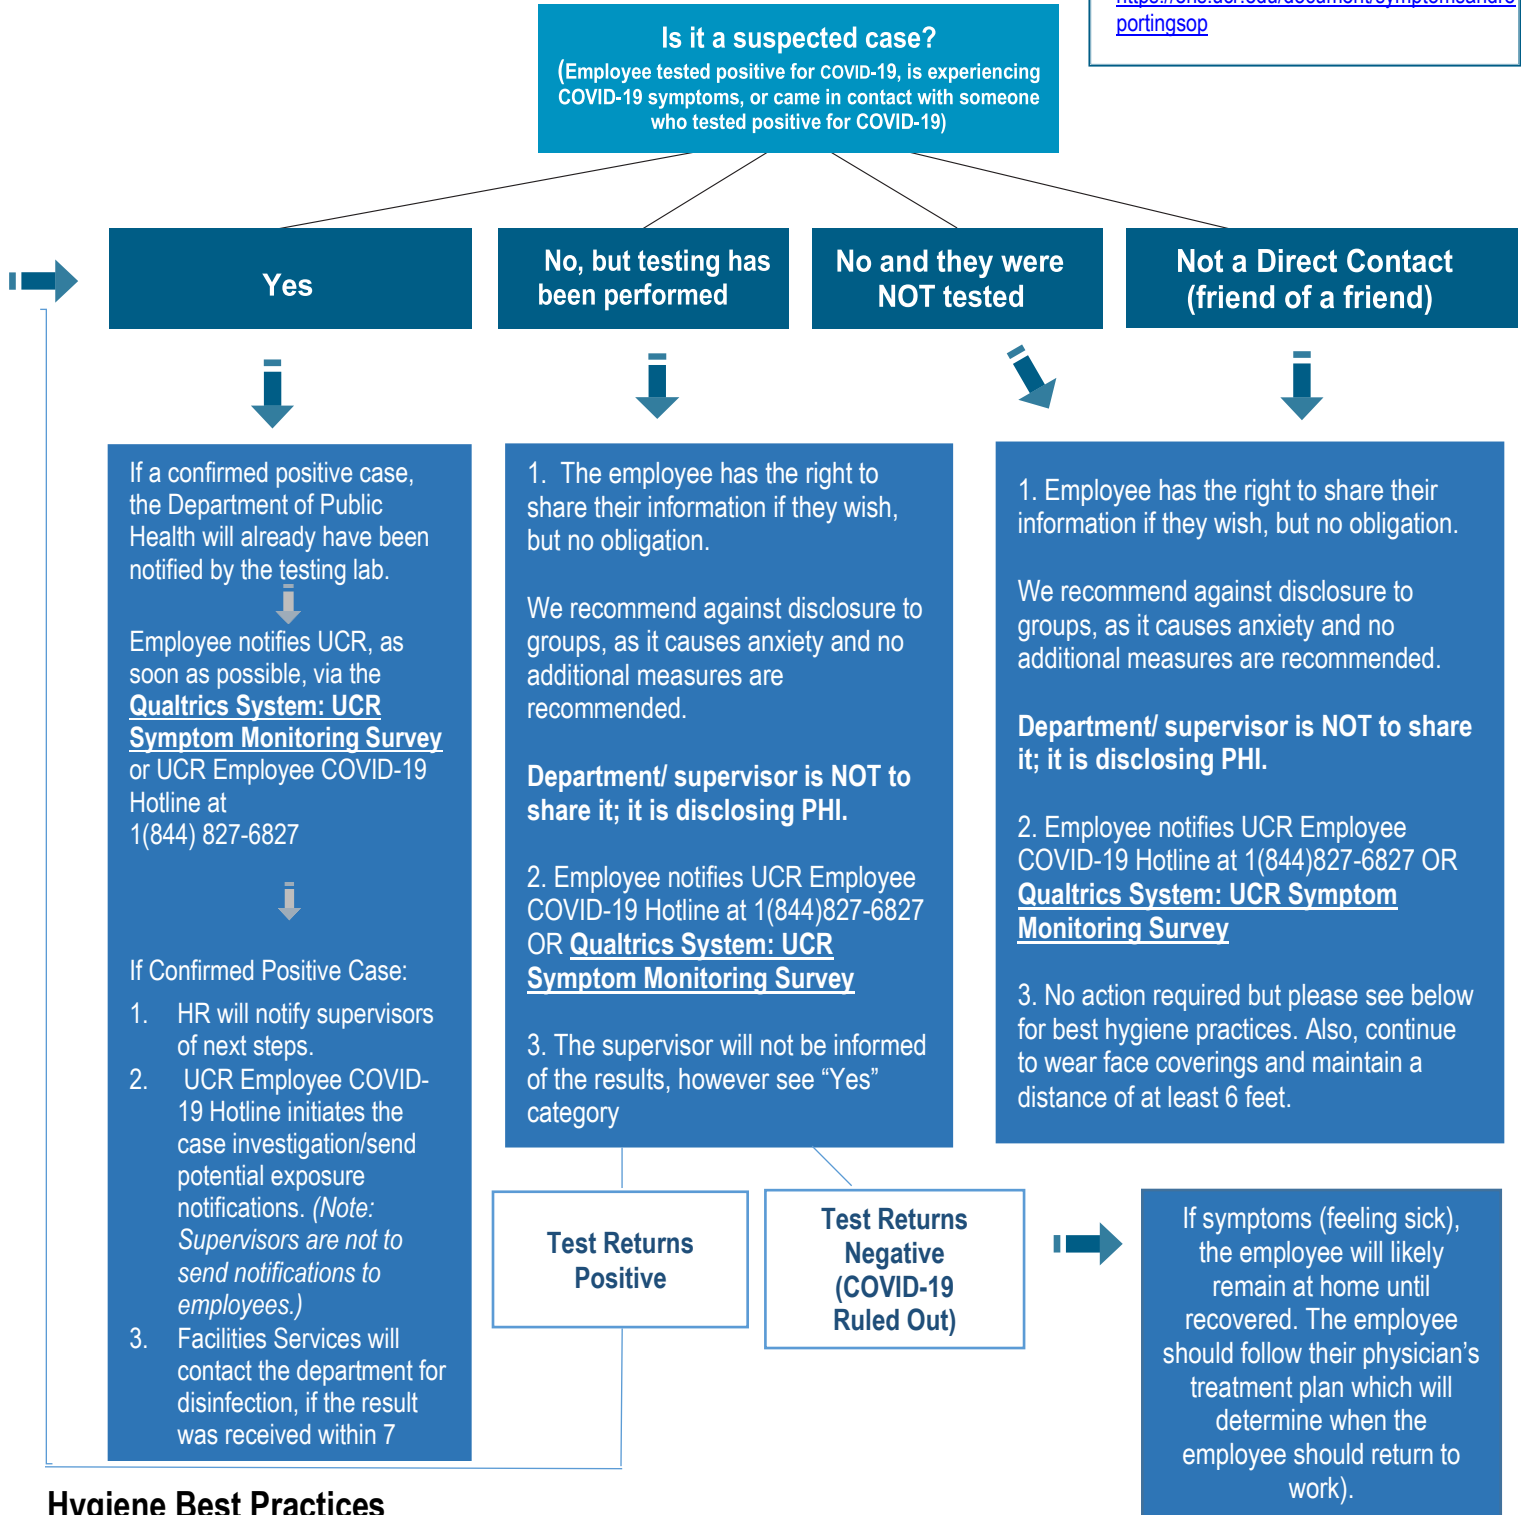 https://ehs.ucr.edu/document/symptomsandre
portingsop
Is it a suspected case?
(Employee tested positive for COVID-19, is experiencing
COVID-19 symptoms, or came in contact with someone
who tested positive for COVID-19)
Yes
No, but testing has
been performed
No and they were
NOT tested
Not a Direct Contact
(friend of a friend)
If a confirmed positive case,
the Department of Public
Health will already have been
notified by the testing lab.
Employee notifies UCR, as
soon as possible, via the
Qualtrics System: UCR
Symptom Monitoring Survey
or UCR Employee COVID-19
Hotline at
1(844) 827-6827
If Confirmed Positive Case:
1. HR will notify supervisors
of next steps.
2. UCR Employee COVID-
19 Hotline initiates the
case investigation/send
potential exposure
notifications. (Note:
Supervisors are not to
send notifications to
employees.)
3. Facilities Services will
contact the department for
disinfection, if the result
was received within 7
1. The employee has the right to
share their information if they wish,
but no obligation.
We recommend against disclosure to
groups, as it causes anxiety and no
additional measures are
recommended.
Department/ supervisor is NOT to
share it; it is disclosing PHI.
2. Employee notifies UCR Employee
COVID-19 Hotline at 1(844)827-6827
OR Qualtrics System: UCR
Symptom Monitoring Survey
3. The supervisor will not be informed
of the results, however see “Yes”
category
1. Employee has the right to share their
information if they wish, but no obligation.
We recommend against disclosure to
groups, as it causes anxiety and no
additional measures are recommended.
Department/ supervisor is NOT to share
it; it is disclosing PHI.
2. Employee notifies UCR Employee
COVID-19 Hotline at 1(844)827-6827 OR
Qualtrics System: UCR Symptom
Monitoring Survey
3. No action required but please see below
for best hygiene practices. Also, continue
to wear face coverings and maintain a
distance of at least 6 feet.
Test Returns
Positive
Test Returns
Negative
(COVID-19
Ruled Out)
If symptoms (feeling sick),
the employee will likely
remain at home until
recovered. The employee
should follow their physician’s
treatment plan which will
determine when the
employee should return to
work).
Hygiene Best Practices